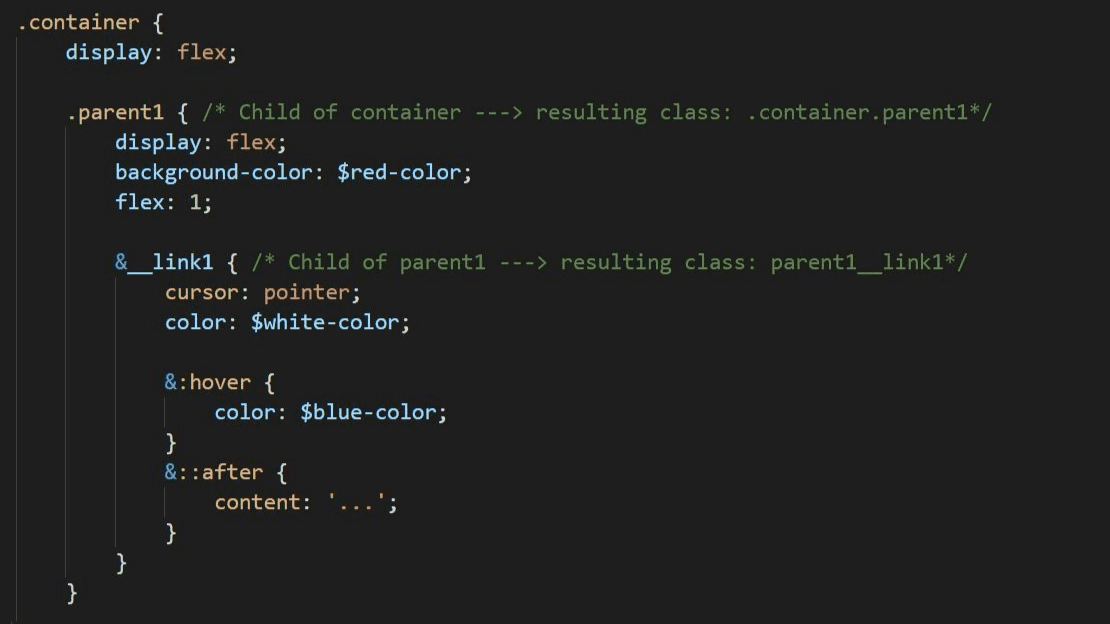 .container {
    display: flex;

    .parent1 { /* Child of container ---> resulting class: .container.parent1*/
        display: flex;
        background-color: $red-color;
        flex: 1;

        &__link1 { /* Child of parent1 ---> resulting class: parent1__link1*/
            cursor: pointer;
            color: $white-color;

            &:hover {
                color: $blue-color;
            }
            &::after {
                content: '...';
            }
        }
    }